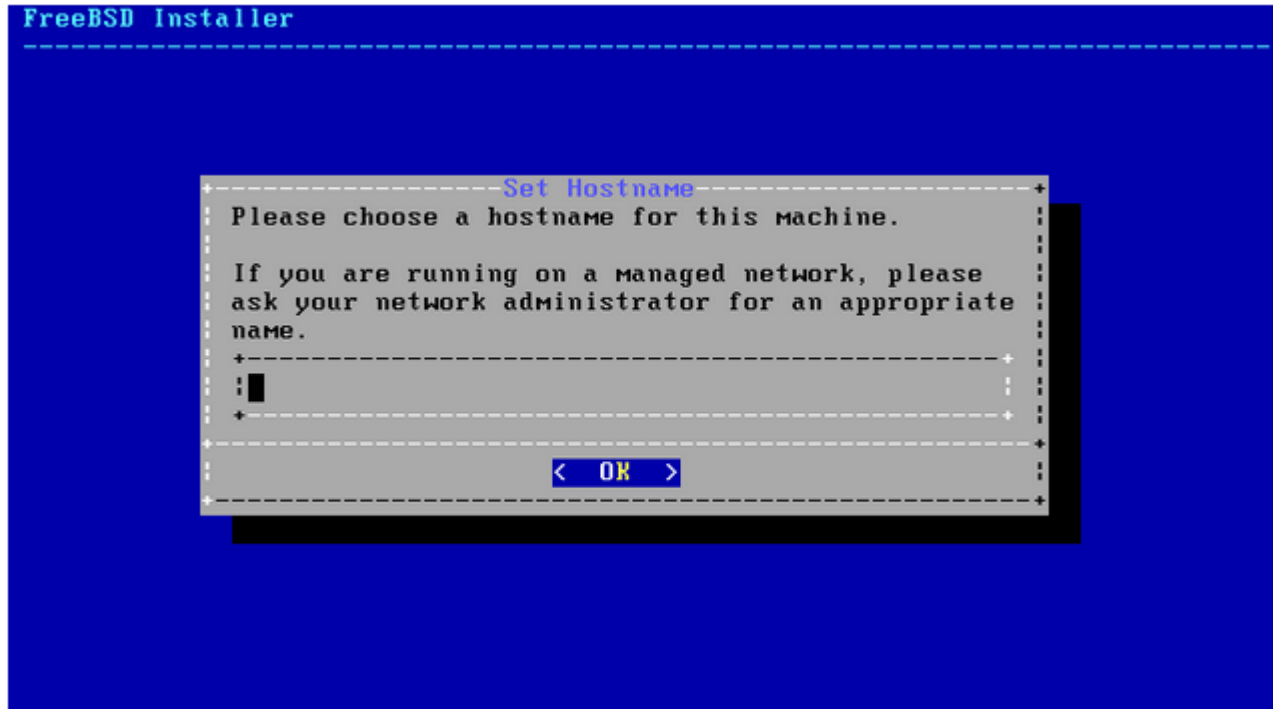 FreeBSD Installer
Set Hostname
Please choose a hostname for this machine.
If you are running on a managed network, please
ask your network administrator for an appropriate
name.
< OK >